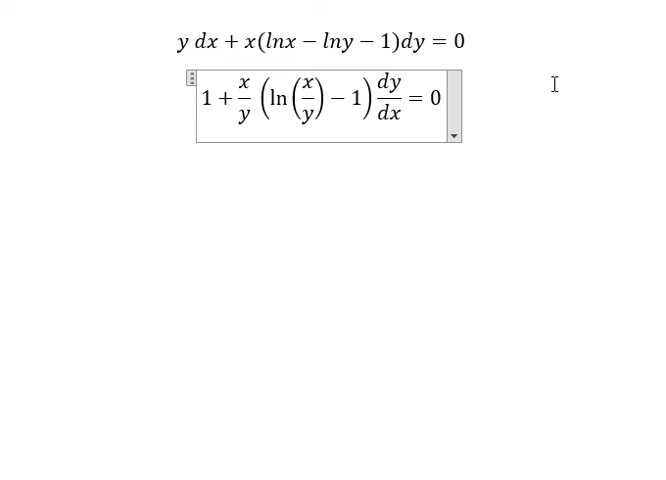 y dx + x(lnx − lny − 1)dy = 0
1 + x/y (ln(x/y) − 1) dy/dx = 0